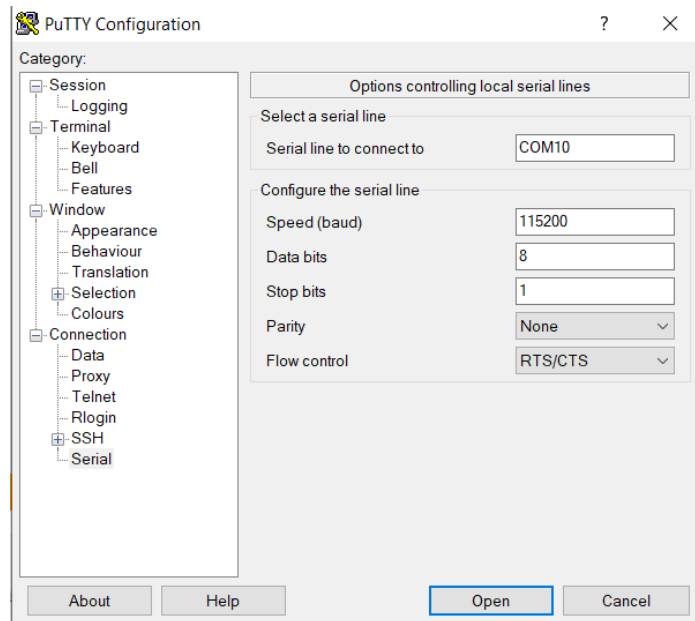 PuTTY Configuration
?
Category:
Session
Logging
Terminal
Keyboard
Bell
Features
Window
Appearance
Behaviour
Translation
Selection
Colours
Connection
Data
Proxy
Telnet
Rlogin
SSH
Serial
Options controlling local serial lines
Select a serial line
Serial line to connect to COM10
Configure the serial line
Speed (baud) 115200
Data bits 8
Stop bits 1
Parity None
Flow control RTS/CTS
About Help Open Cancel